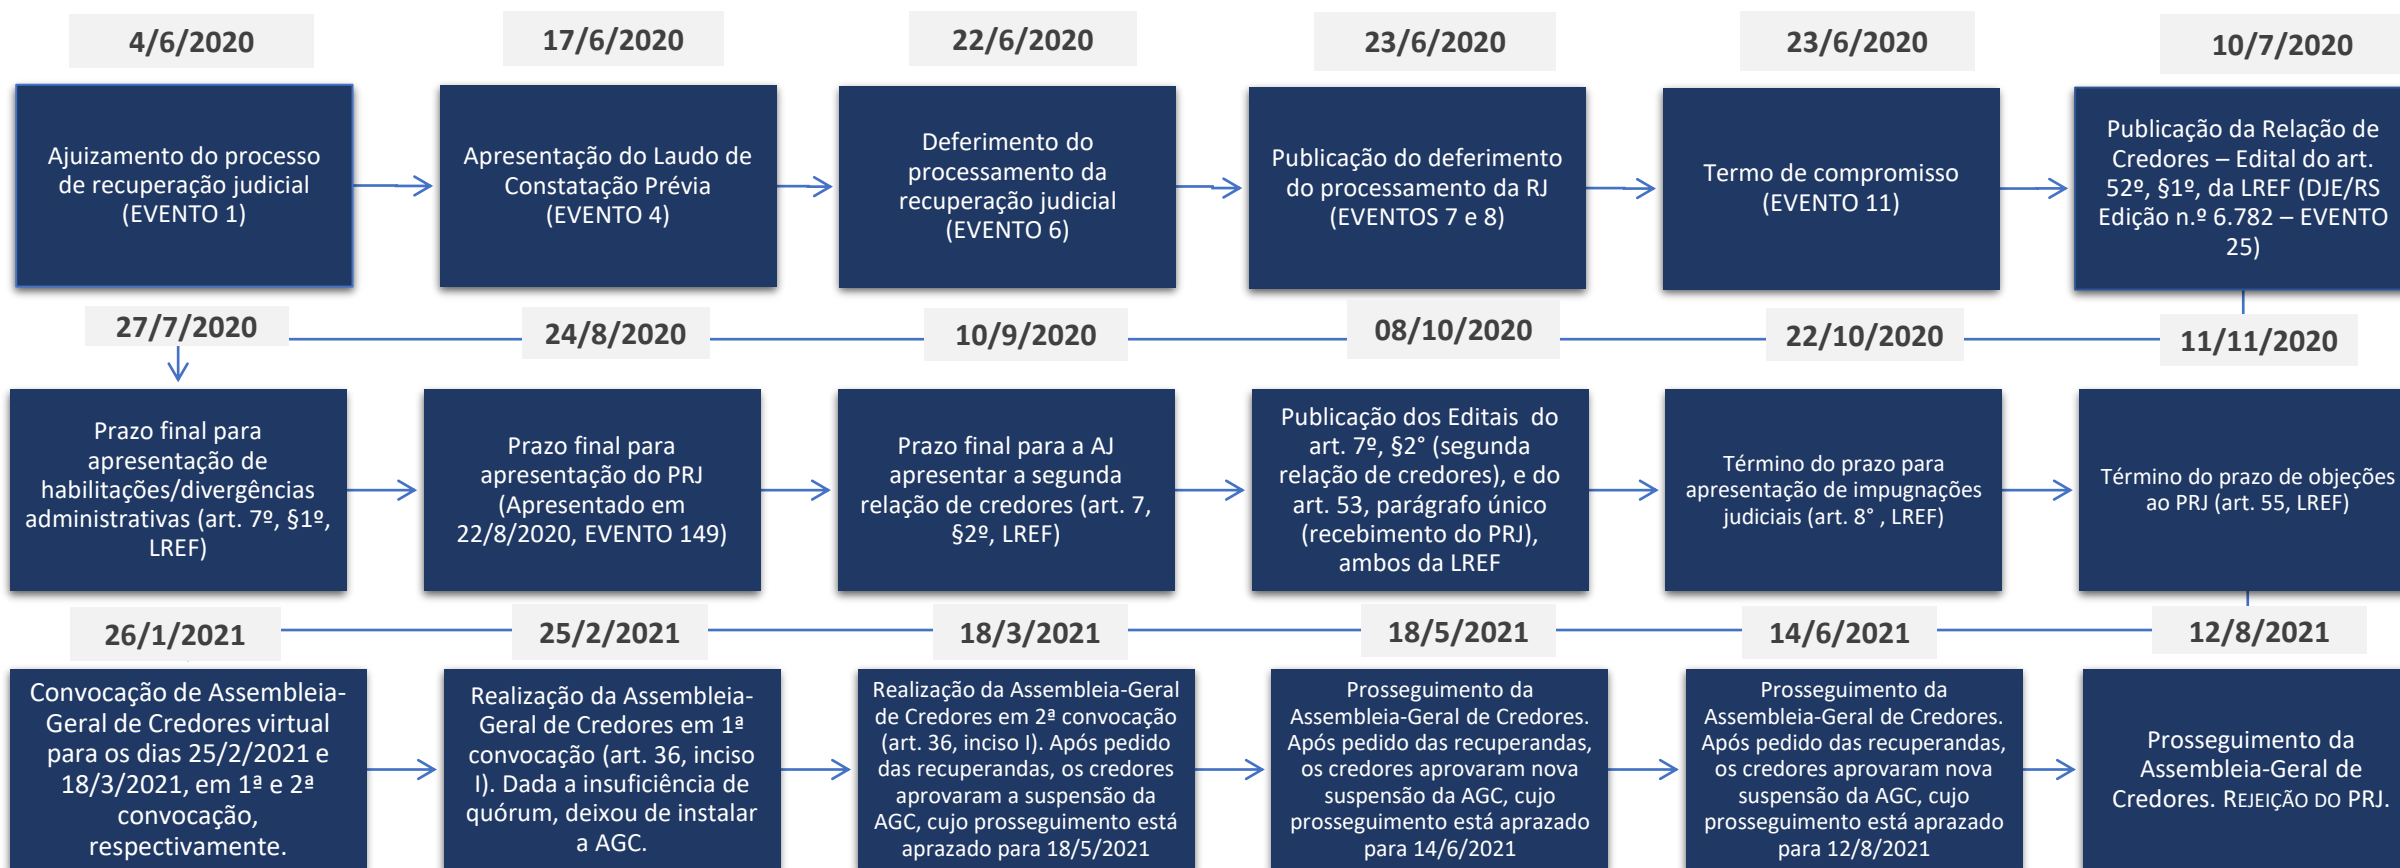 4/6/2020
Ajuizamento do processo
de recuperação judicial
(EVENTO 1)
17/6/2020
Apresentação do Laudo de
Constatação Prévia
(EVENTO 4)
22/6/2020
Deferimento do
processamento da
recuperação judicial
(EVENTO 6)
23/6/2020
Publicação do deferimento
do processamento da RJ
(EVENTOS 7 e 8)
23/6/2020
Termo de compromisso
(EVENTO 11)
10/7/2020
Publicação da Relação de
Credores – Edital do art.
52º, §1º, da LREF (DJE/RS
Edição n.º 6.782 – EVENTO
25)
27/7/2020
Prazo final para
apresentação de
habilitações/divergências
administrativas (art. 7º, §1º,
LREF)
24/8/2020
Prazo final para
apresentação do PRJ
(Apresentado em
22/8/2020, EVENTO 149)
10/9/2020
Prazo final para a AJ
apresentar a segunda
relação de credores (art. 7,
§2º, LREF)
08/10/2020
Publicação dos Editais do
art. 7º, §2° (segunda
relação de credores), e do
art. 53, parágrafo único
(recebimento do PRJ),
ambos da LREF
22/10/2020
Término do prazo para
apresentação de impugnações
judiciais (art. 8° , LREF)
11/11/2020
Término do prazo de objeções
ao PRJ (art. 55, LREF)
26/1/2021
Convocação de Assembleia-
Geral de Credores virtual
para os dias 25/2/2021 e
18/3/2021, em 1ª e 2ª
convocação,
respectivamente.
25/2/2021
Realização da Assembleia-
Geral de Credores em 1ª
convocação (art. 36, inciso
I). Dada a insuficiência de
quórum, deixou de instalar
a AGC.
18/3/2021
Realização da Assembleia-Geral
de Credores em 2ª convocação
(art. 36, inciso I). Após pedido
das recuperandas, os credores
aprovaram a suspensão da
AGC, cujo prosseguimento está
aprazado para 18/5/2021
18/5/2021
Prosseguimento da
Assembleia-Geral de Credores.
Após pedido das recuperandas,
os credores aprovaram nova
suspensão da AGC, cujo
prosseguimento está aprazado
para 14/6/2021
14/6/2021
Prosseguimento da
Assembleia-Geral de Credores.
Após pedido das recuperandas,
os credores aprovaram nova
suspensão da AGC, cujo
prosseguimento está aprazado
para 12/8/2021
12/8/2021
Prosseguimento da
Assembleia-Geral de
Credores. REJEIÇÃO DO PRJ.